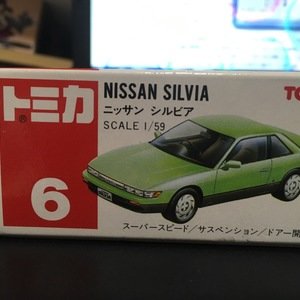 トミカ
NISSAN SILVIA
ニッサン シルビア
SCALE 1/59
6
スーパースピード/サスペンション/ドアー開